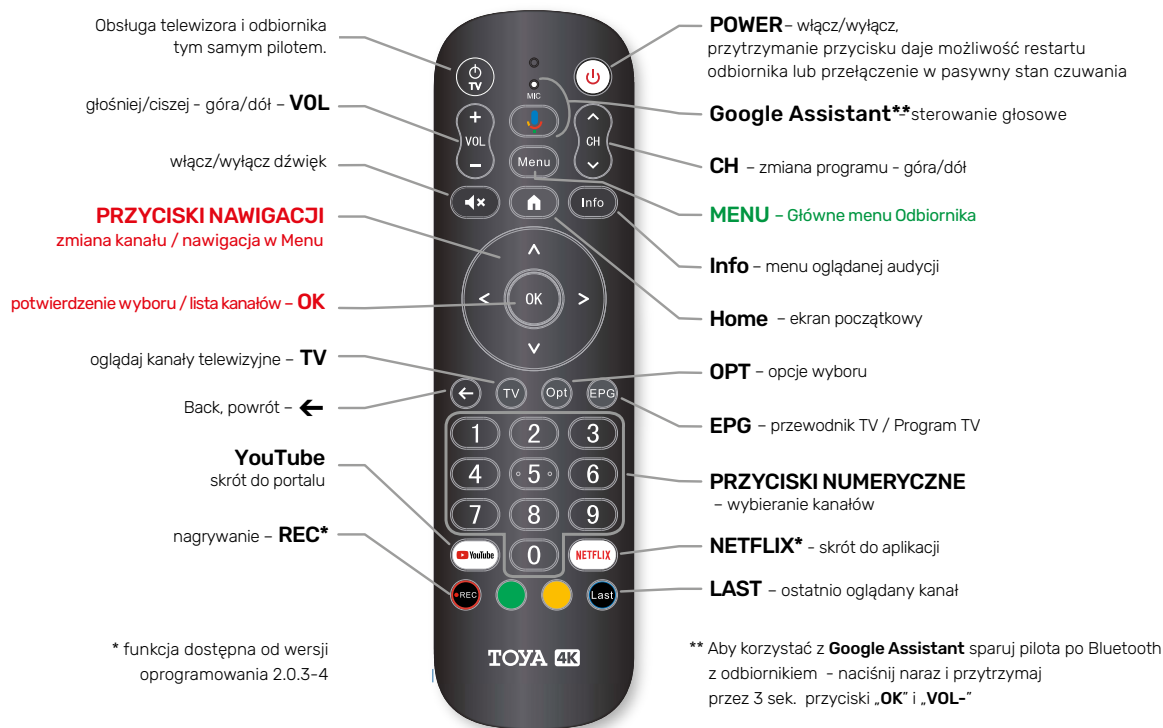 Obsługa telewizora i odbiornika
tym samym pilotem.
głośniej/ciszej - góra/dół – VOL
włącz/wyłącz dźwięk
PRZYCISKI NAWIGACJI
zmiana kanału / nawigacja w Menu
potwierdzenie wyboru / lista kanałów – OK
oglądaj kanały telewizyjne – TV
Back, powrót – ←
YouTube
skrót do portalu
nagrywanie – REC*
* funkcja dostępna od wersji
oprogramowania 2.0.3-4
TV
MIC
+
VOL
–
CH
Menu
Info
OK
TV
Opt
EPG
1
2
3
4
5
6
7
8
9
YouTube
0
NETFLIX
REC
Last
TOYA 4K
POWER – włącz/wyłącz,
przytrzymanie przycisku daje możliwość restartu
odbiornika lub przełączenie w pasywny stan czuwania
Google Assistant** – sterowanie głosowe
CH – zmiana programu - góra/dół
MENU – Główne menu Odbiornika
Info – menu oglądanej audycji
Home – ekran początkowy
OPT – opcje wyboru
EPG – przewodnik TV / Program TV
PRZYCISKI NUMERYCZNE
– wybieranie kanałów
NETFLIX* - skrót do aplikacji
LAST – ostatnio oglądany kanał
** Aby korzystać z Google Assistant sparuj pilota po Bluetooth
z odbiornikiem - naciśnij naraz i przytrzymaj
przez 3 sek. przyciski „OK” i „VOL-”